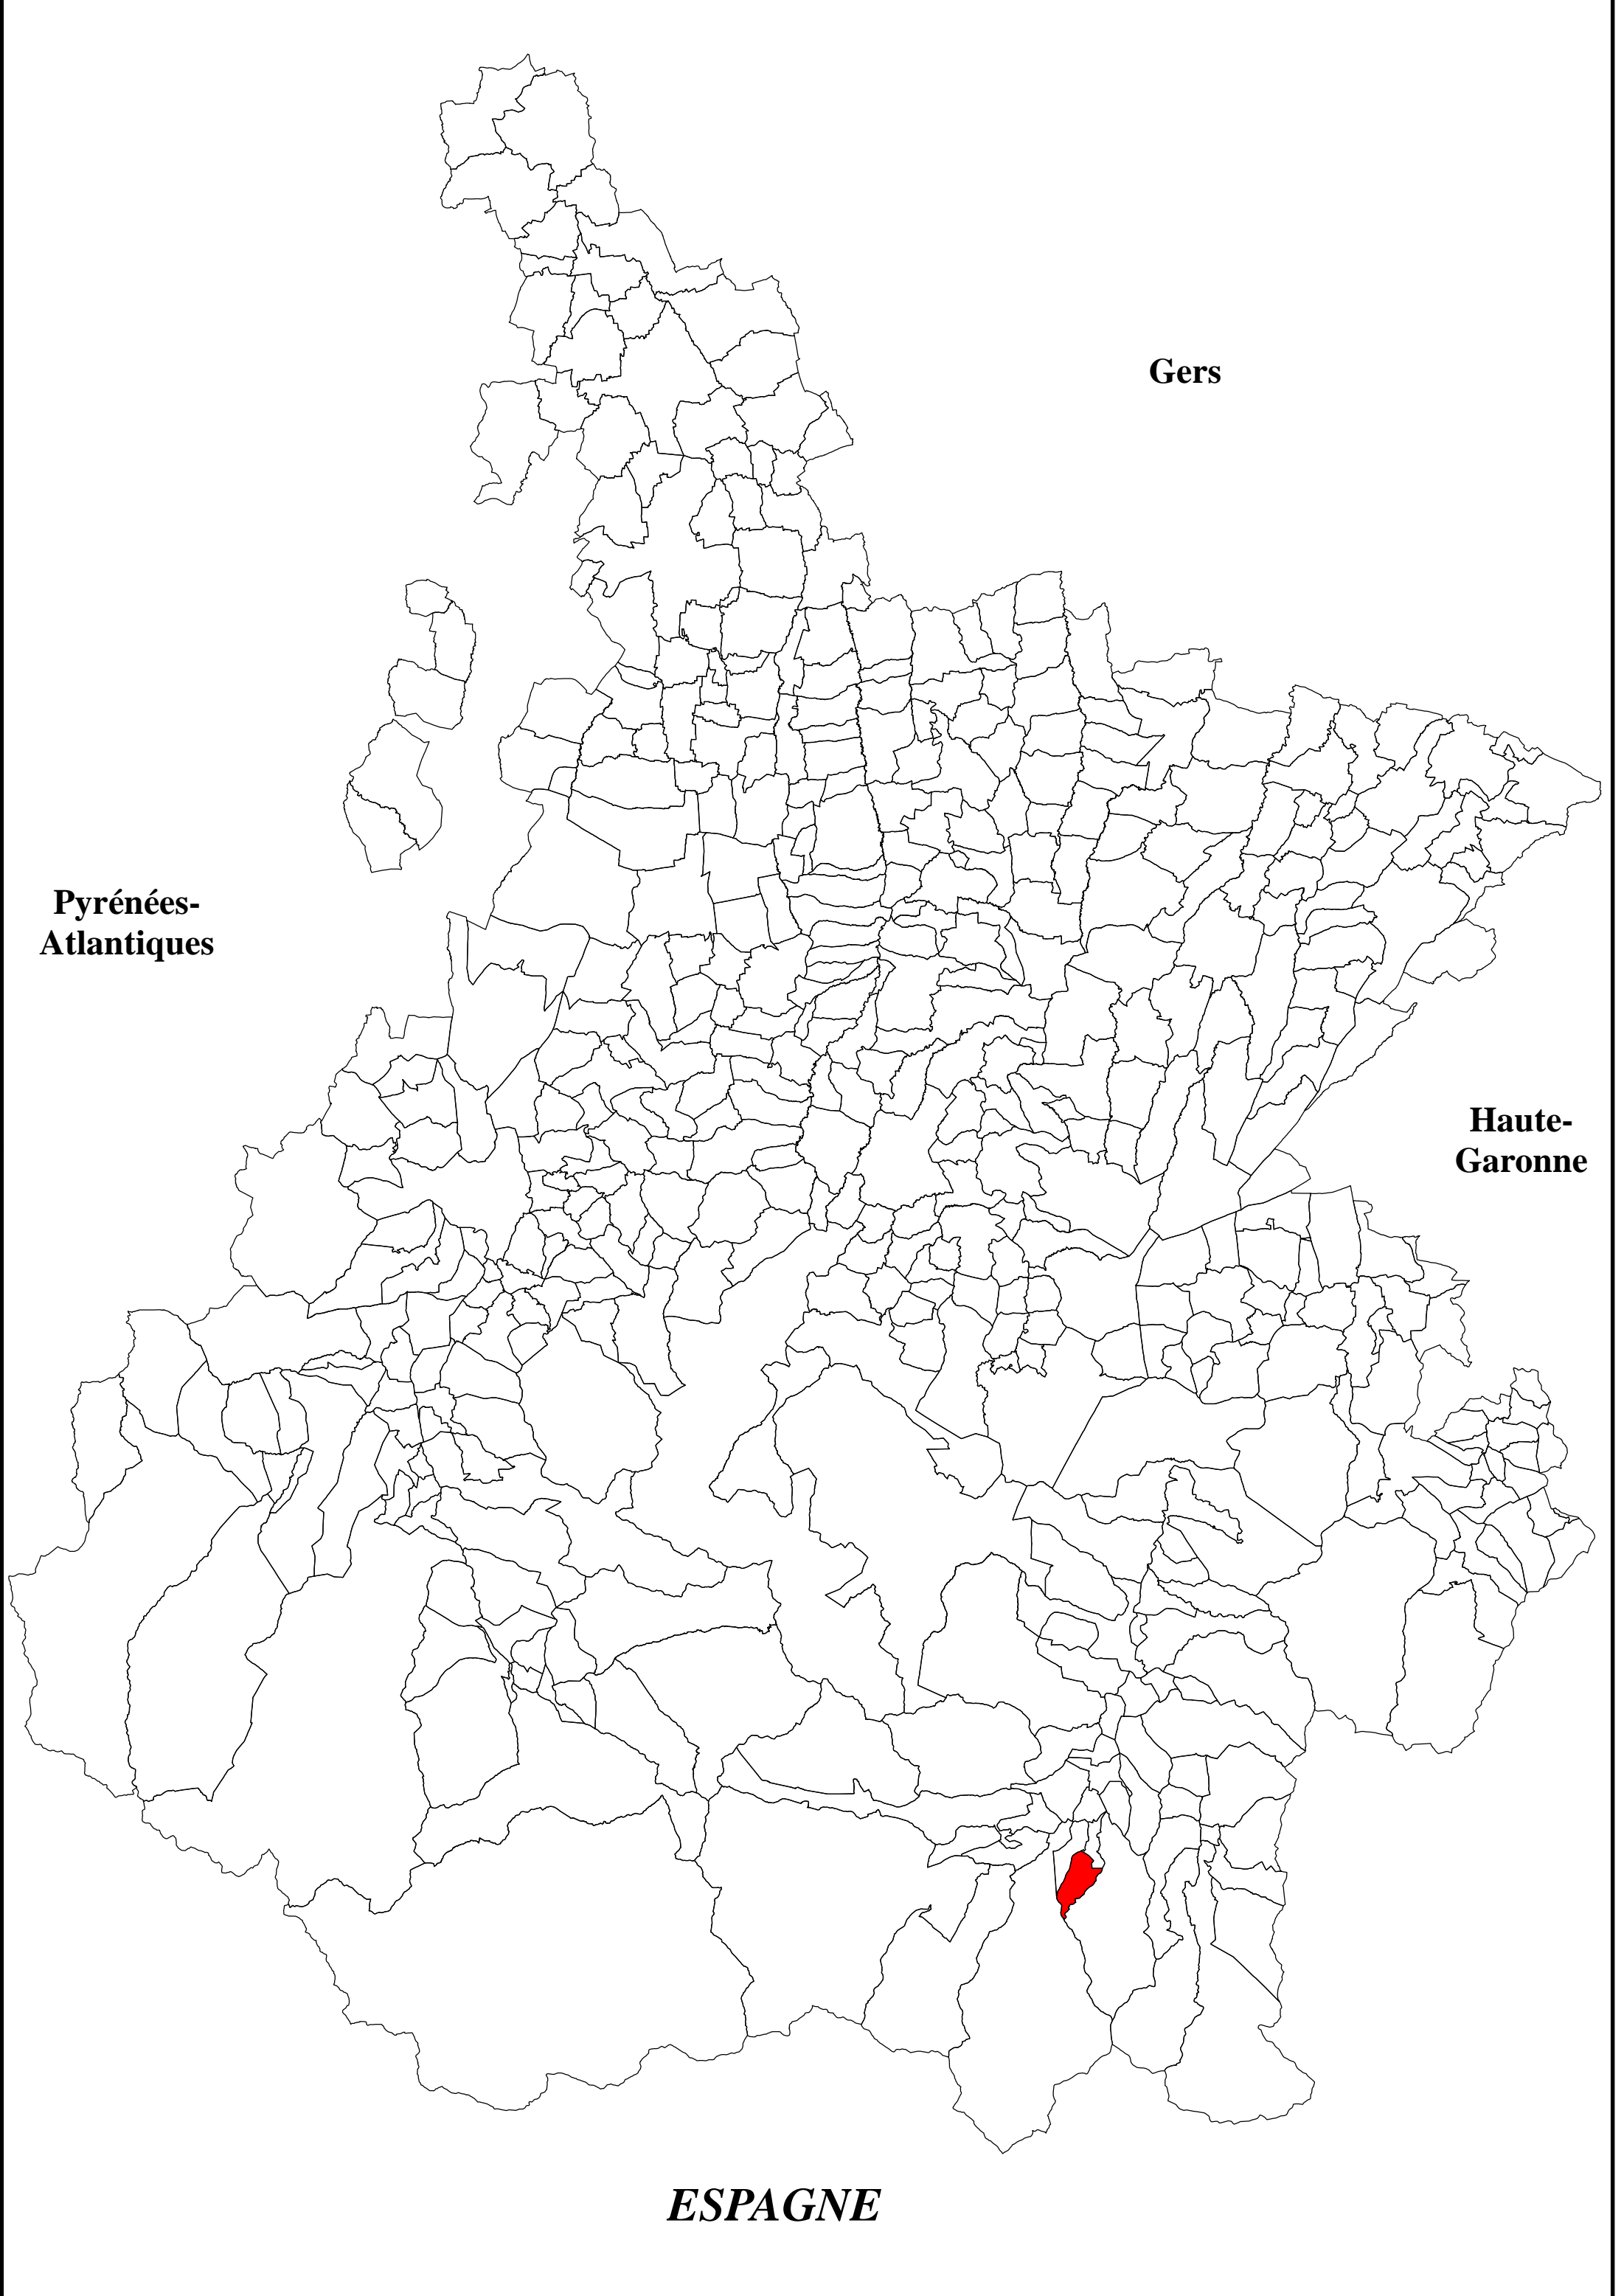 Gers
Pyrénées-
Atlantiques
Haute-
Garonne
ESPAGNE